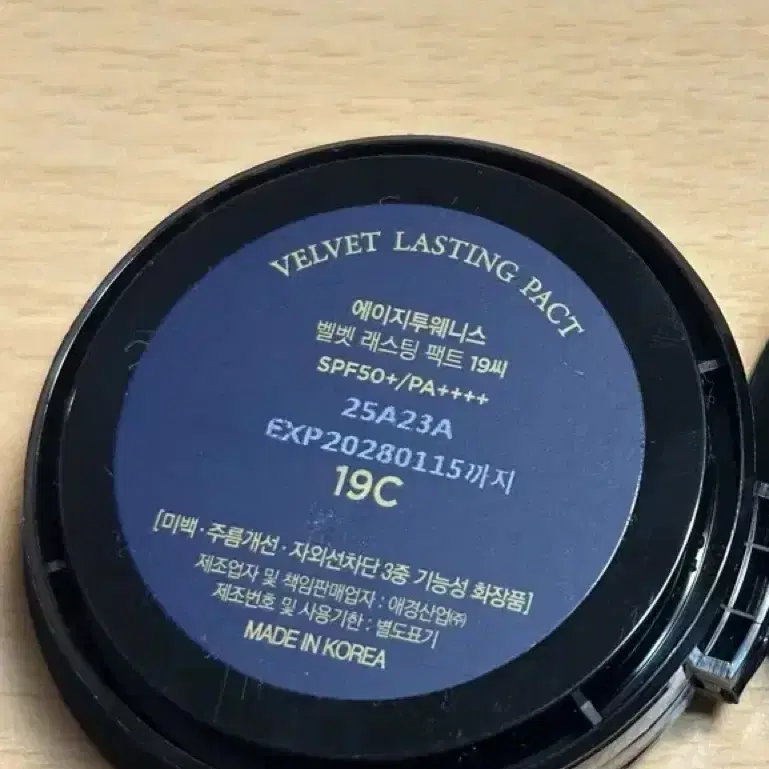 VELVET LASTING PACT
에이지투웨니스
벨벳 래스팅 팩트 19씨
SPF50+/PA++++
25A23A
EXP20280115까지
19C
[미백·주름개선·자외선차단 3중 기능성 화장품]
제조업자 및 책임판매업자 : 애경산업㈜
제조번호 및 사용기한 : 별도표기
MADE IN KOREA